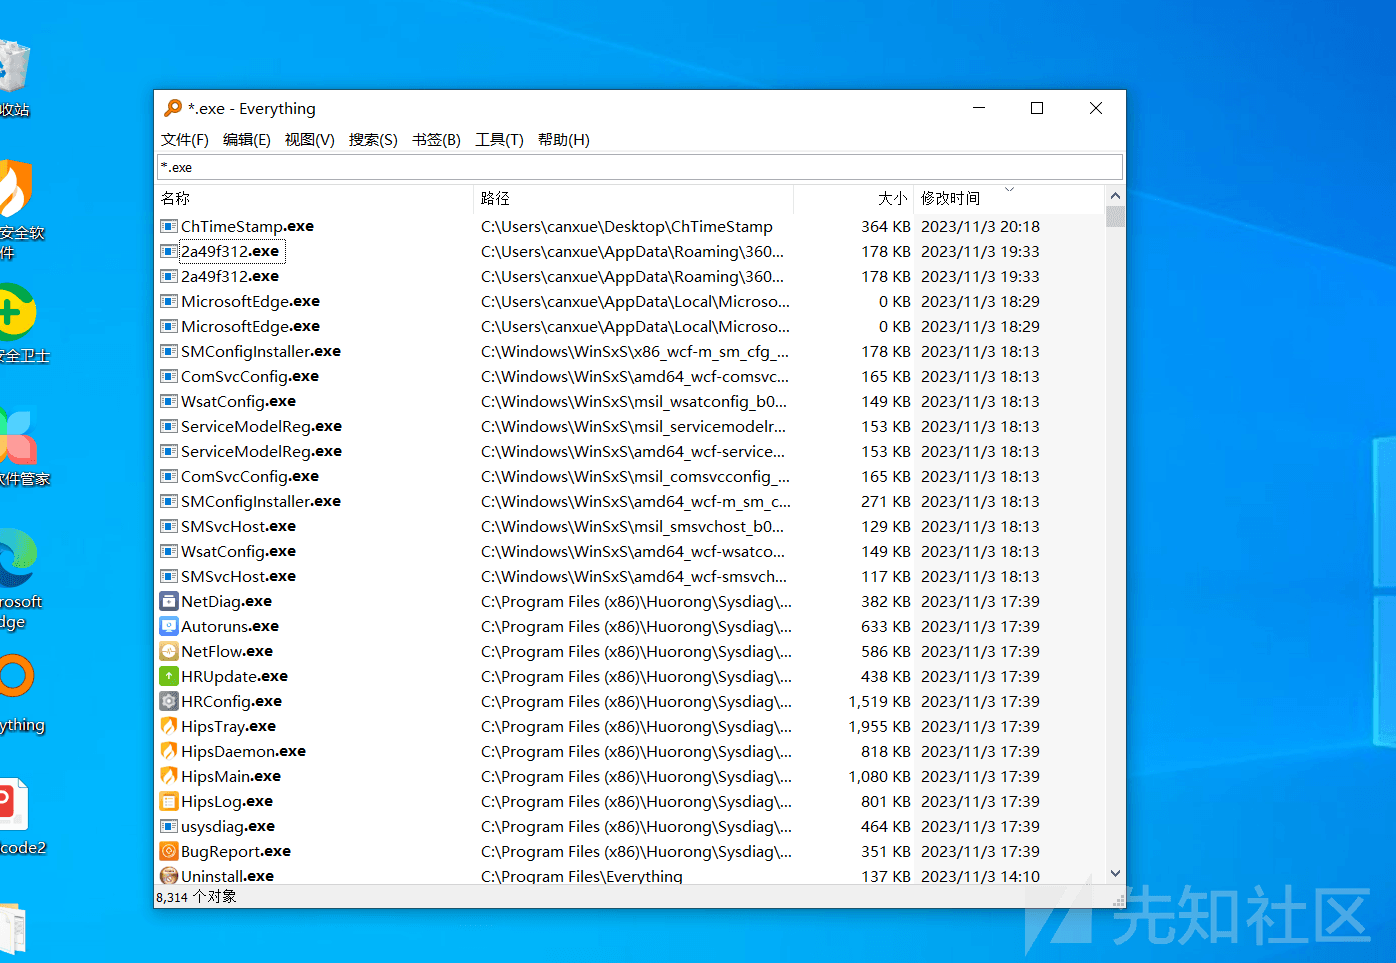 *.exe - Everything
文件(F) 编辑(E) 视图(V) 搜索(S) 书签(B) 工具(T) 帮助(H)
*.exe
名称 路径 大小 修改时间
ChTimeStamp.exe C:\Users\canxue\Desktop\ChTimeStamp 364 KB 2023/11/3 20:18
2a49f312.exe C:\Users\canxue\AppData\Roaming\360... 178 KB 2023/11/3 19:33
2a49f312.exe C:\Users\canxue\AppData\Roaming\360... 178 KB 2023/11/3 19:33
MicrosoftEdge.exe C:\Users\canxue\AppData\Local\Microso... 0 KB 2023/11/3 18:29
MicrosoftEdge.exe C:\Users\canxue\AppData\Local\Microso... 0 KB 2023/11/3 18:29
SMConfigInstaller.exe C:\Windows\WinSxS\x86_wcf-m_sm_cfg_... 178 KB 2023/11/3 18:13
ComSvcConfig.exe C:\Windows\WinSxS\amd64_wcf-comsvc... 165 KB 2023/11/3 18:13
WsatConfig.exe C:\Windows\WinSxS\msil_wsatconfig_b0... 149 KB 2023/11/3 18:13
ServiceModelReg.exe C:\Windows\WinSxS\msil_servicemodelr... 153 KB 2023/11/3 18:13
ServiceModelReg.exe C:\Windows\WinSxS\amd64_wcf-service... 153 KB 2023/11/3 18:13
ComSvcConfig.exe C:\Windows\WinSxS\msil_comsvcconfig_... 165 KB 2023/11/3 18:13
SMConfigInstaller.exe C:\Windows\WinSxS\amd64_wcf-m_sm_c... 271 KB 2023/11/3 18:13
SMSvcHost.exe C:\Windows\WinSxS\msil_smsvchost_b0... 129 KB 2023/11/3 18:13
WsatConfig.exe C:\Windows\WinSxS\amd64_wcf-wsatco... 149 KB 2023/11/3 18:13
SMSvcHost.exe C:\Windows\WinSxS\amd64_wcf-smsvch... 117 KB 2023/11/3 18:13
NetDiag.exe C:\Program Files (x86)\Huorong\Sysdiag\... 382 KB 2023/11/3 17:39
Autoruns.exe C:\Program Files (x86)\Huorong\Sysdiag\... 633 KB 2023/11/3 17:39
NetFlow.exe C:\Program Files (x86)\Huorong\Sysdiag\... 586 KB 2023/11/3 17:39
HRUpdate.exe C:\Program Files (x86)\Huorong\Sysdiag\... 438 KB 2023/11/3 17:39
HRConfig.exe C:\Program Files (x86)\Huorong\Sysdiag\... 1,519 KB 2023/11/3 17:39
HipsTray.exe C:\Program Files (x86)\Huorong\Sysdiag\... 1,955 KB 2023/11/3 17:39
HipsDaemon.exe C:\Program Files (x86)\Huorong\Sysdiag\... 818 KB 2023/11/3 17:39
HipsMain.exe C:\Program Files (x86)\Huorong\Sysdiag\... 1,080 KB 2023/11/3 17:39
HipsLog.exe C:\Program Files (x86)\Huorong\Sysdiag\... 801 KB 2023/11/3 17:39
usysdiag.exe C:\Program Files (x86)\Huorong\Sysdiag\... 464 KB 2023/11/3 17:39
BugReport.exe C:\Program Files (x86)\Huorong\Sysdiag\... 351 KB 2023/11/3 17:39
Uninstall.exe C:\Program Files\Everything 137 KB 2023/11/3 14:10
8,314 个对象
收站
安全软
件
安全卫士
软件管家
rosoft
dge
ything
code2
先知社区